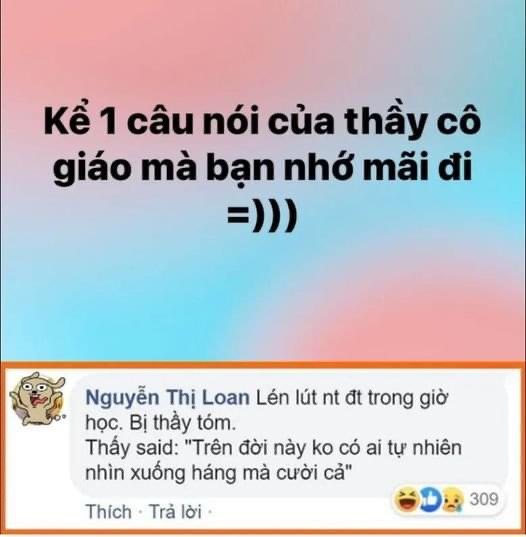 Kể 1 câu nói của thầy cô
giáo mà bạn nhớ mãi đi
=)))
Nguyễn Thị Loan Lén lút nt đt trong giờ
học. Bị thầy tóm.
Thấy said: "Trên đời này ko có ai tự nhiên
nhìn xuống háng mà cười cả"
Thích · Trả lời ·
309